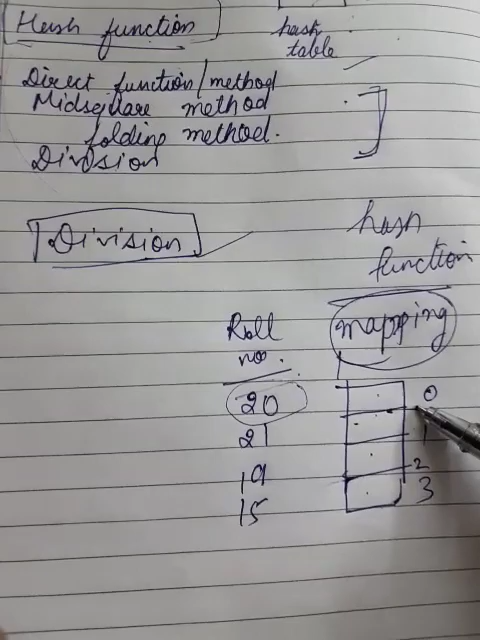 Hash function
hash
table
Direct function/method
Midsquare method
folding method.
Division
Division
hash
function
Roll
no.
mapping
20
0
21
1
19
2
15
3